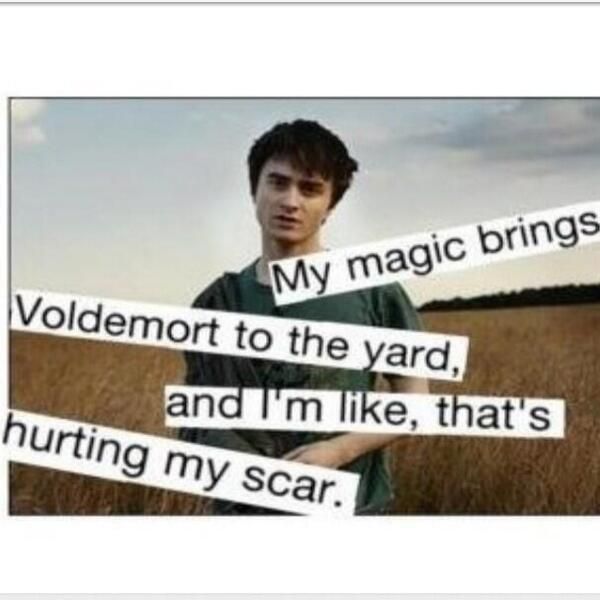 My magic brings
Voldemort to the yard,
and I'm like, that's
hurting my scar.